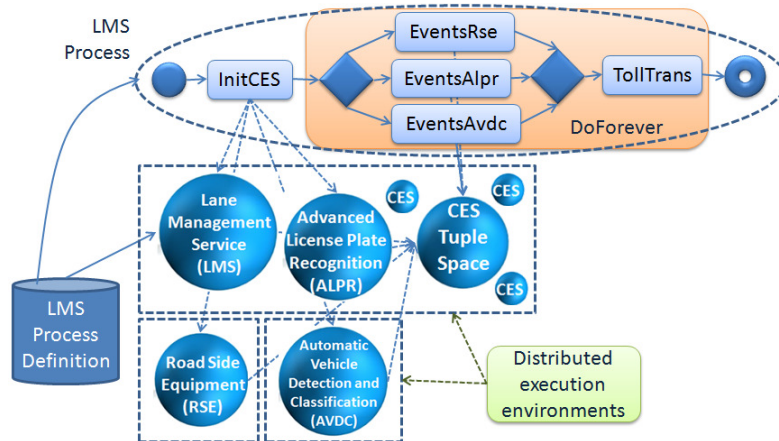 LMS
Process
EventsRse
InitCES
EventsAlpr
TollTrans
EventsAvdc
DoForever
Lane
Management
Service
(LMS)
Advanced
License Plate
Recognition
(ALPR)
CES
CES
CES
Tuple
Space
CES
LMS
Process
Definition
Road Side
Equipment
(RSE)
Automatic
Vehicle
Detection and
Classification
(AVDC)
Distributed
execution
environments